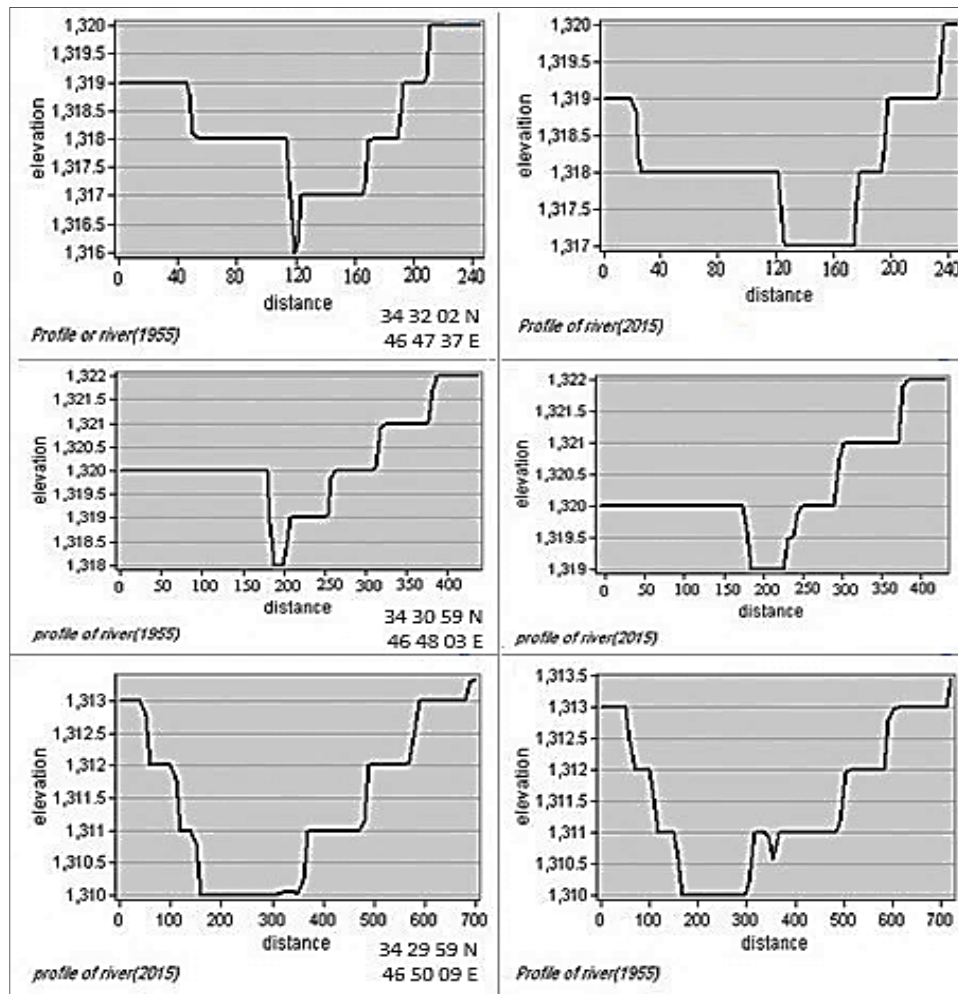 1,320
1,319.5
1,319
1,318.5
1,318
1,317.5
1,317
1,316.5
1,316
elevation
0 40 80 120 160 200 240
distance
Profile or river(1955)
34 32 02 N
46 47 37 E
1,320
1,319.5
1,319
1,318.5
1,318
1,317.5
1,317
elevaition
0 40 80 120 160 200 240
distance
Profile of river(2015)
1,322
1,321.5
1,321
1,320.5
1,320
1,319.5
1,319
1,318.5
1,318
elevation
0 50 100 150 200 250 300 350 400
distance
profile of river(1955)
34 30 59 N
46 48 03 E
1,322
1,321.5
1,321
1,320.5
1,320
1,319.5
1,319
elevation
0 50 100 150 200 250 300 350 400
distance
profile of river(2015)
1,313
1,312.5
1,312
1,311.5
1,311
1,310.5
1,310
elevation
0 100 200 300 400 500 600 700
distance
profile of river(2015)
34 29 59 N
46 50 09 E
1,313.5
1,313
1,312.5
1,312
1,311.5
1,311
1,310.5
1,310
elevation
0 100 200 300 400 500 600 700
distance
Profile of river(1955)